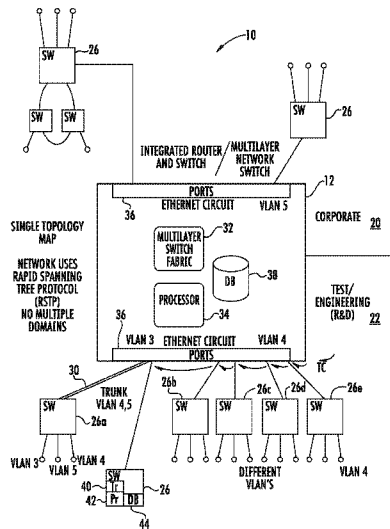 10
SW
26
SW
SW
SW
26
INTEGRATED ROUTER
AND SWITCH
MULTILAYER
NETWORK
SWITCH
12
PORTS
36
ETHERNET CIRCUIT
VLAN 5
CORPORATE
20
SINGLE TOPOLOGY
MAP
NETWORK USES
RAPID SPANNING
TREE PROTOCOL
(RSTP)
NO MULTIPLE
DOMAINS
32
MULTILAYER
SWITCH
FABRIC
DB
38
PROCESSOR
34
TEST/
ENGINEERING
(R&D)
22
36
VLAN 3
ETHERNET CIRCUIT
VLAN 4
PORTS
30
TC
TRUNK
VLAN 4,5
SW
26a
26b
SW
26c
SW
26d
SW
26e
SW
VLAN 3
VLAN 5
VLAN 4
DIFFERENT
VLAN'S
VLAN 4
SW
26
40
42
Pr
DB
44